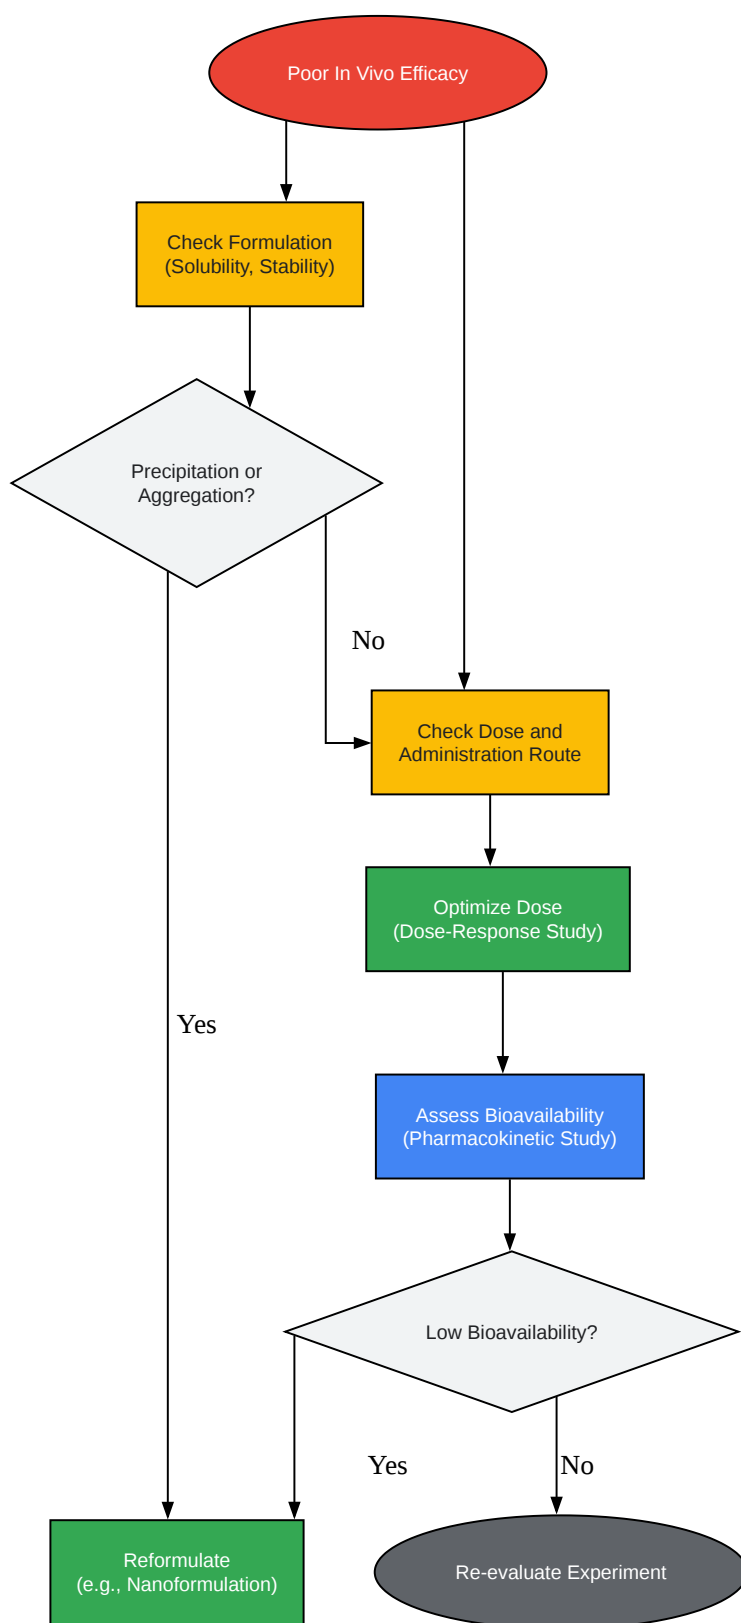 Poor In Vivo Efficacy
Check Formulation
(Solubility, Stability)
Precipitation or
Aggregation?
No
Check Dose and
Administration Route
Optimize Dose
(Dose-Response Study)
Yes
Assess Bioavailability
(Pharmacokinetic Study)
Low Bioavailability?
Yes
No
Reformulate
(e.g., Nanoformulation)
Re-evaluate Experiment